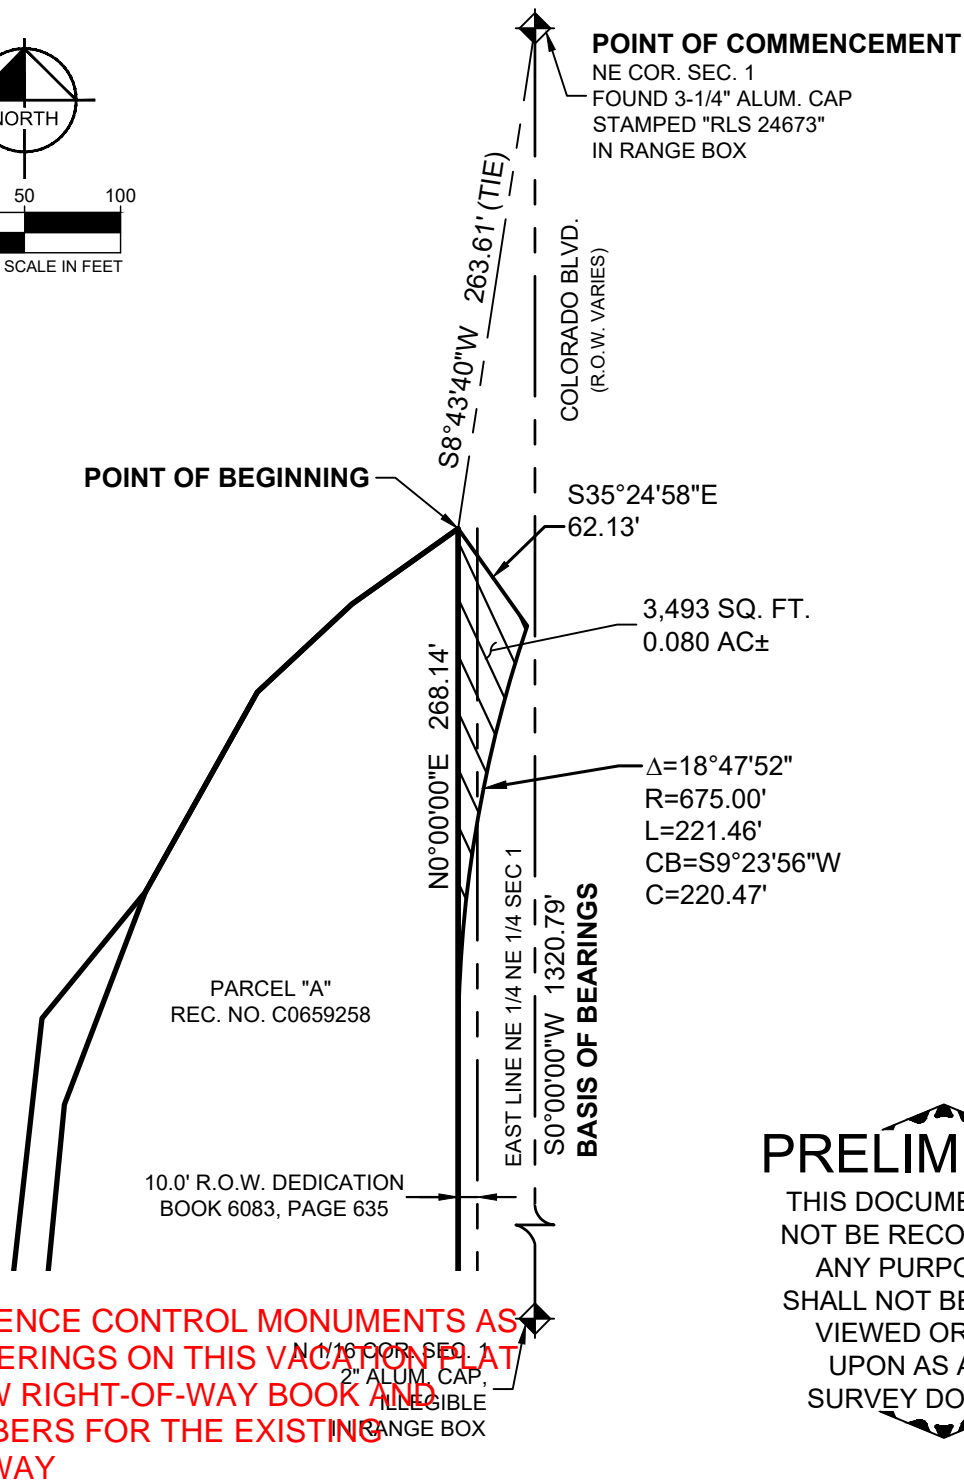 POINT OF COMMENCEMENT
NE COR. SEC. 1
FOUND 3-1/4" ALUM. CAP
STAMPED "RLS 24673"
IN RANGE BOX
NORTH
50 100
SCALE IN FEET
S8°43'40"W 263.61' (TIE)
COLORADO BLVD.
(R.O.W. VARIES)
POINT OF BEGINNING
S35°24'58"E
62.13'
3,493 SQ. FT.
0.080 AC±
N0°00'00"E 268.14'
Δ=18°47'52"
R=675.00'
L=221.46'
CB=S9°23'56"W
C=220.47'
EAST LINE NE 1/4 NE 1/4 SEC 1
S0°00'00"W 1320.79'
BASIS OF BEARINGS
PARCEL "A"
REC. NO. C0659258
10.0' R.O.W. DEDICATION
BOOK 6083, PAGE 635
PRELIM
THIS DOCUME
NOT BE RECO
ANY PURPO
SHALL NOT BE
VIEWED OR
UPON AS A
SURVEY DO
ENCE CONTROL MONUMENTS AS
ERINGS ON THIS VACATION PLAT
W RIGHT-OF-WAY BOOK AND
BERS FOR THE EXISTING
WAY
N 1/16 COR. SEC. 1
2" ALUM. CAP,
ILLEGIBLE
IN RANGE BOX